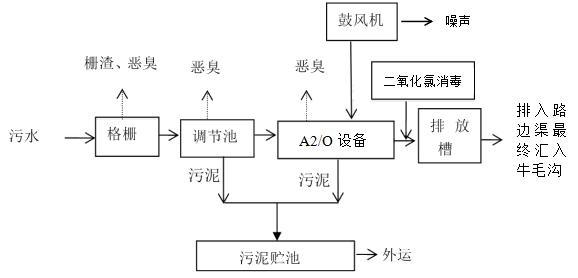 鼓风机
噪声
栅渣、恶臭
恶臭
恶臭
二氧化氯消毒
污水
格栅
调节池
A2/O 设备
排 放
槽
排入路
边渠最
终汇入
牛毛沟
污泥
污泥
污泥贮池
外运